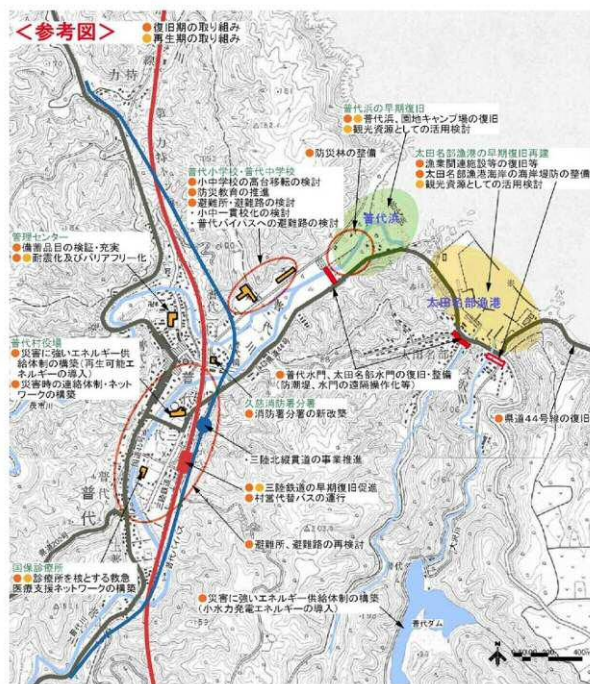 <参考図>
●復旧期の取り組み
●再生期の取り組み
普代浜の早期復旧
●●普代浜、園地キャンプ場の復旧
●観光資源としての活用検討
●防災林の整備
太田名部漁港の早期復旧再建
●漁業関連施設等の復旧等
●太田名部漁港海岸の海岸堤防の整備
●観光資源としての活用検討
普代小学校・普代中学校
●小中学校の高台移転の検討
●防災教育の推進
●避難所・避難路の検討
・小中一貫校化の検討
・普代バイパスへの避難路の検討
普代浜
管理センター
●備蓄品目の検証・充実
●●耐震化及びバリアフリー化
太田名部漁港
普代村役場
●災害に強いエネルギー供
給体制の構築(再生可能エ
ネルギーの導入)
●災害時の連絡体制・ネット
ワークの構築
●普代水門、太田名部水門の復旧・整備
(防潮堤、水門の遠隔操作化等)
久慈消防署分署
●消防署分署の新改築
●県道44号線の復旧
・三陸北縦貫道の事業推進
●●三陸鉄道の早期復旧促進
●村営代替バスの運行
普代
●避難所、避難路の再検討
国保診療所
●●診療所を核とする救急
医療支援ネットワークの構築
●災害に強いエネルギー供給体制の構築
(小水力発電エネルギーの導入)
普代ダム